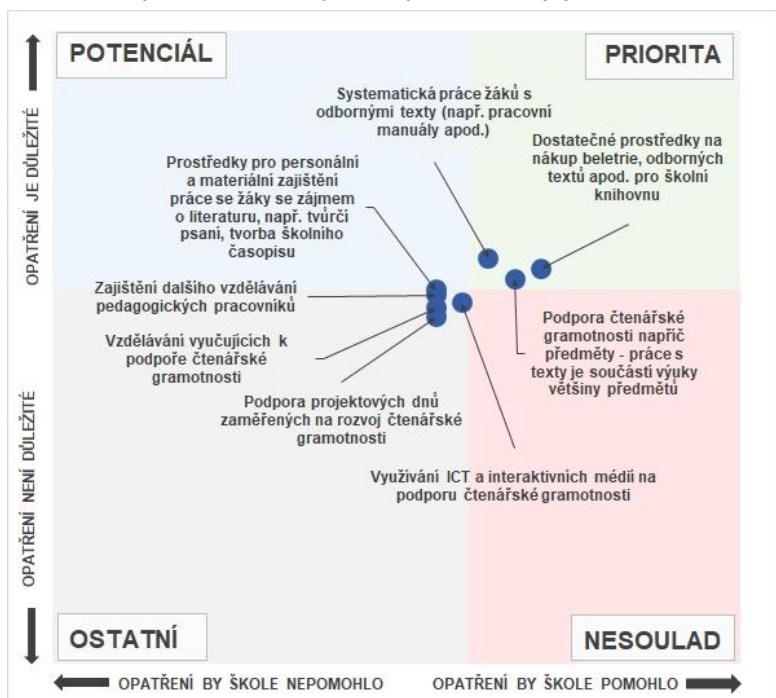 POTENCIÁL
PRIORITA
Systematická práce žáků s
odbornými texty (např. pracovní
manuály apod.)
Dostatečné prostředky na
nákup beletrie, odborných
textů apod. pro školní
knihovnu
Prostředky pro personální
a materiální zajištění
práce se žáky se zájmem
o literaturu, např. tvůrčí
psaní, tvorba školního
časopisu
Zajištění dalšího vzdělávání
pedagogických pracovníků
Vzdělávání vyučujících k
podpoře čtenářské
gramotnosti
Podpora čtenářské
gramotnosti napříč
předměty - práce s
texty je součástí výuky
většiny předmětů
Podpora projektových dnů
zaměřených na rozvoj čtenářské
gramotnosti
Využívání ICT a interaktivních médií na
podporu čtenářské gramotnosti
OPATŘENÍ JE DŮLEŽITÉ
OPATŘENÍ NENÍ DŮLEŽITÉ
OSTATNÍ
NESOULAD
OPATŘENÍ BY ŠKOLE NEPOMOHLO
OPATŘENÍ BY ŠKOLE POMOHLO